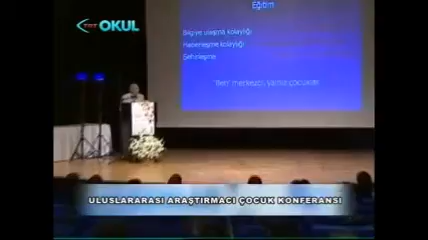 TRT OKUL
Eğitim
Bilgiye ulaşma kolaylığı
Haberleşme kolaylığı
Şehirleşme
"Ben" merkezli, yalnız çocuklar
ULUSLARARASI ARAŞTIRMACI ÇOCUK KONFERANSI